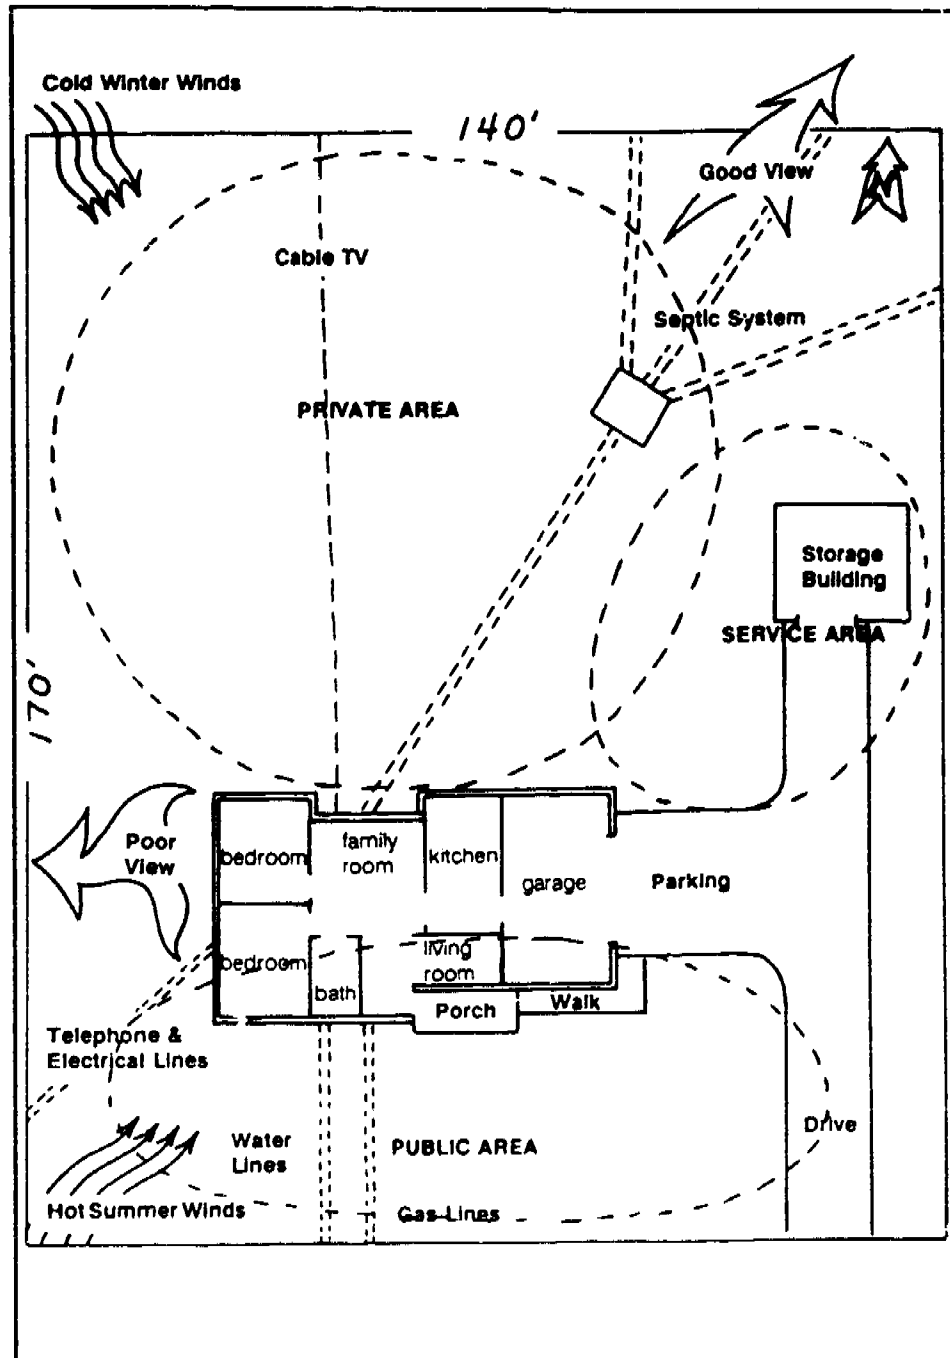 Cold Winter Winds
140'
Good View
Cable TV
Septic System
PRIVATE AREA
Storage
Building
SERVICE AREA
170'
Poor
View
bedroom
family
room
kitchen
garage
Parking
bedroom
bath
living
room
Porch
Walk
Telephone &
Electrical Lines
Water
Lines
PUBLIC AREA
Drive
Hot Summer Winds
Gas Lines